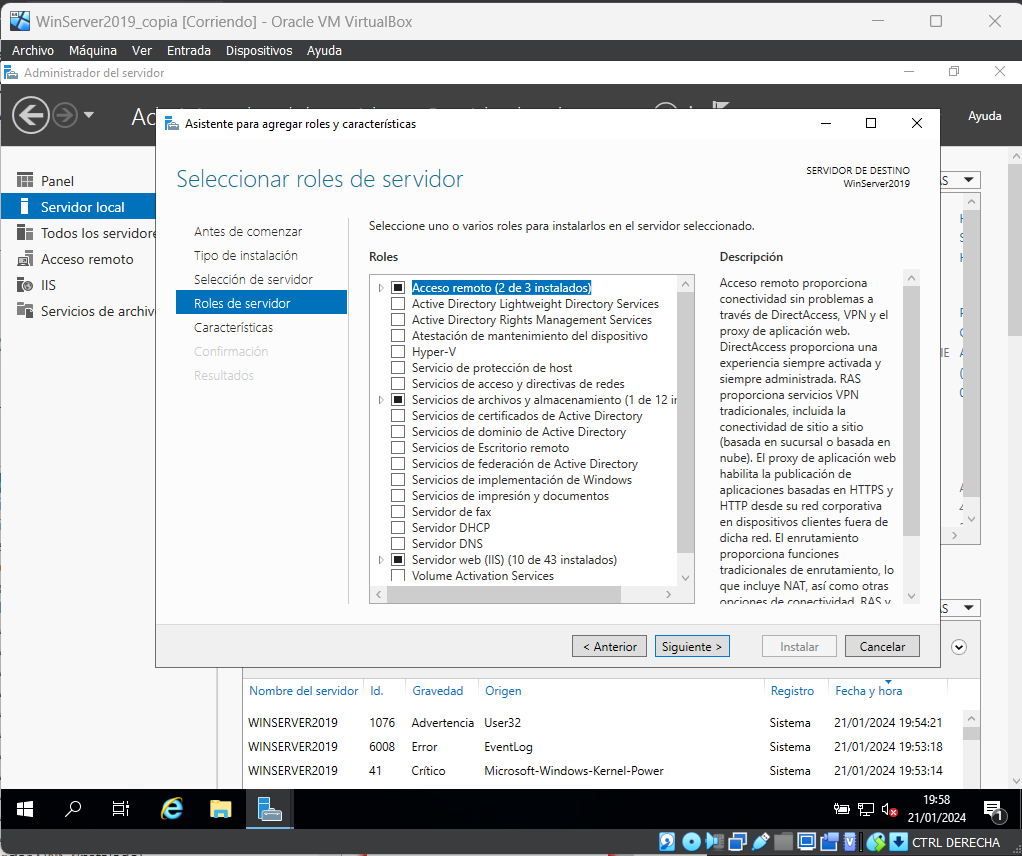 WinServer2019_copia [Corriendo] - Oracle VM VirtualBox
Archivo Máquina Ver Entrada Dispositivos Ayuda
Administrador del servidor
Ayuda
Panel
Servidor local
Todos los servidore
Acceso remoto
IIS
Servicios de archiv
Asistente para agregar roles y características
Seleccionar roles de servidor
SERVIDOR DE DESTINO
WinServer2019
Antes de comenzar
Tipo de instalación
Selección de servidor
Roles de servidor
Características
Confirmación
Resultados
Seleccione uno o varios roles para instalarlos en el servidor seleccionado.
Roles
Acceso remoto (2 de 3 instalados)
Active Directory Lightweight Directory Services
Active Directory Rights Management Services
Atestación de mantenimiento del dispositivo
Hyper-V
Servicio de protección de host
Servicios de acceso y directivas de redes
Servicios de archivos y almacenamiento (1 de 12 in
Servicios de certificados de Active Directory
Servicios de dominio de Active Directory
Servicios de Escritorio remoto
Servicios de federación de Active Directory
Servicios de implementación de Windows
Servicios de impresión y documentos
Servidor de fax
Servidor DHCP
Servidor DNS
Servidor web (IIS) (10 de 43 instalados)
Volume Activation Services
Descripción
Acceso remoto proporciona
conectividad sin problemas a
través de DirectAccess, VPN y el
proxy de aplicación web.
DirectAccess proporciona una
experiencia siempre activada y
siempre administrada. RAS
proporciona servicios VPN
tradicionales, incluida la
conectividad de sitio a sitio
(basada en sucursal o basada en
nube). El proxy de aplicación web
habilita la publicación de
aplicaciones basadas en HTTPS y
HTTP desde su red corporativa
en dispositivos clientes fuera de
dicha red. El enrutamiento
proporciona funciones
tradicionales de enrutamiento, lo
que incluye NAT, así como otras
opciones de conectividad. RAS y
< Anterior Siguiente > Instalar Cancelar
Nombre del servidor Id. Gravedad Origen Registro Fecha y hora
WINSERVER2019 1076 Advertencia User32 Sistema 21/01/2024 19:54:21
WINSERVER2019 6008 Error EventLog Sistema 21/01/2024 19:53:18
WINSERVER2019 41 Crítico Microsoft-Windows-Kernel-Power Sistema 21/01/2024 19:53:14
19:58
21/01/2024
1
CTRL DERECHA